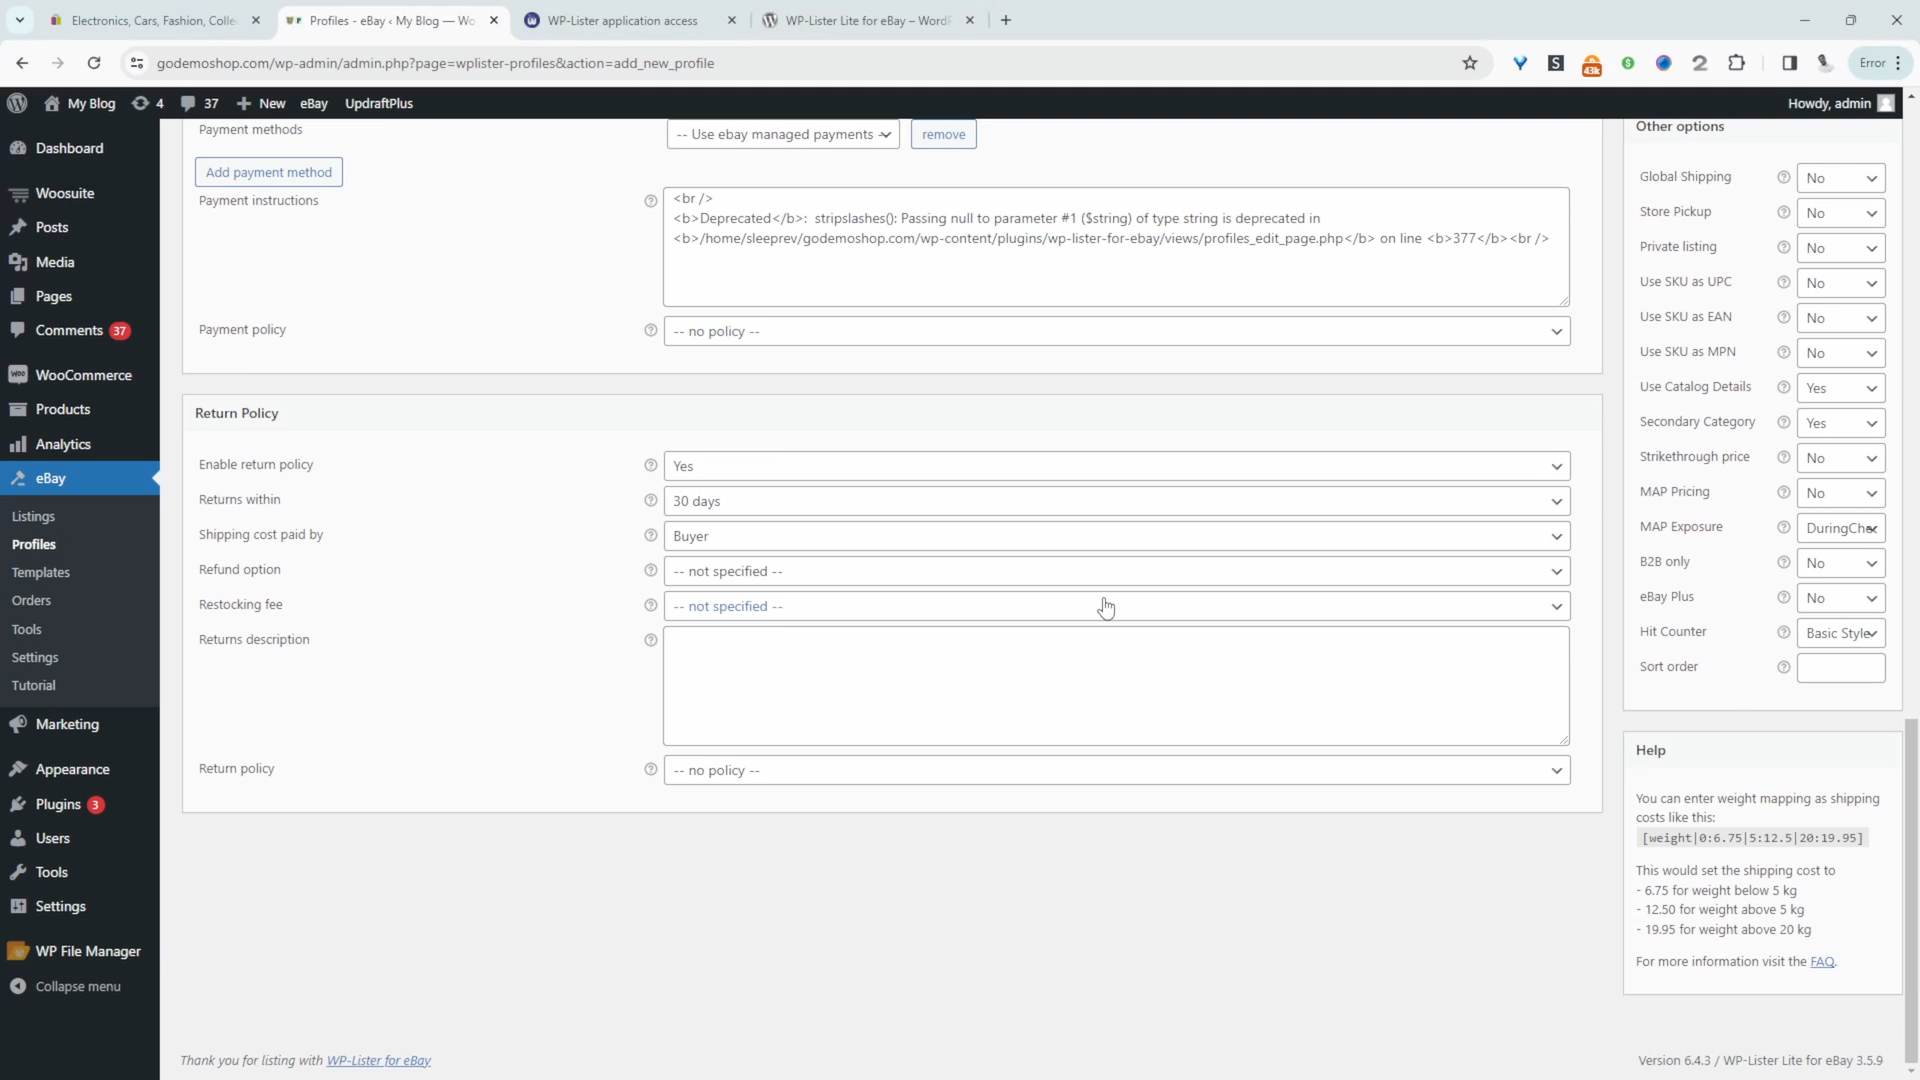 Electronics, Cars, Fashion, Colle
Profiles - eBay ‹ My Blog — Wo
WP-Lister application access
WP-Lister Lite for eBay – WordP
godemoshop.com/wp-admin/admin.php?page=wplister-profiles&action=add_new_profile
S
43k
Error
My Blog
4
37
New
eBay
UpdraftPlus
Howdy, admin
Dashboard
Woosuite
Posts
Media
Pages
Comments 37
WooCommerce
Products
Analytics
eBay
Listings
Profiles
Templates
Orders
Tools
Settings
Tutorial
Marketing
Appearance
Plugins 3
Users
Tools
Settings
WP File Manager
Collapse menu
Payment methods
-- Use ebay managed payments --
remove
Add payment method
Payment instructions
<br />
<b>Deprecated</b>:  stripslashes(): Passing null to parameter #1 ($string) of type string is deprecated in
<b>/home/sleeprev/godemoshop.com/wp-content/plugins/wp-lister-for-ebay/views/profiles_edit_page.php</b> on line <b>377</b><br />
Payment policy
-- no policy --
Return Policy
Enable return policy
Yes
Returns within
30 days
Shipping cost paid by
Buyer
Refund option
-- not specified --
Restocking fee
-- not specified --
Returns description
Return policy
-- no policy --
Other options
Global Shipping
No
Store Pickup
No
Private listing
No
Use SKU as UPC
No
Use SKU as EAN
No
Use SKU as MPN
No
Use Catalog Details
Yes
Secondary Category
Yes
Strikethrough price
No
MAP Pricing
No
MAP Exposure
DuringChec
B2B only
No
eBay Plus
No
Hit Counter
Basic Style
Sort order
Help
You can enter weight mapping as shipping
costs like this:
[weight|0:6.75|5:12.5|20:19.95]
This would set the shipping cost to
- 6.75 for weight below 5 kg
- 12.50 for weight above 5 kg
- 19.95 for weight above 20 kg
For more information visit the FAQ.
Thank you for listing with WP-Lister for eBay
Version 6.4.3 / WP-Lister Lite for eBay 3.5.9